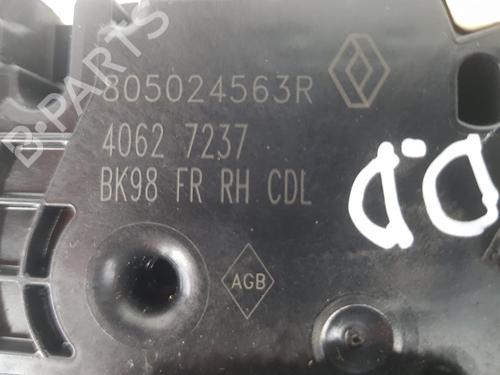 B-PARTS
805024563R
4062 7237
BK98 FR RH CDL
D.D
AGB